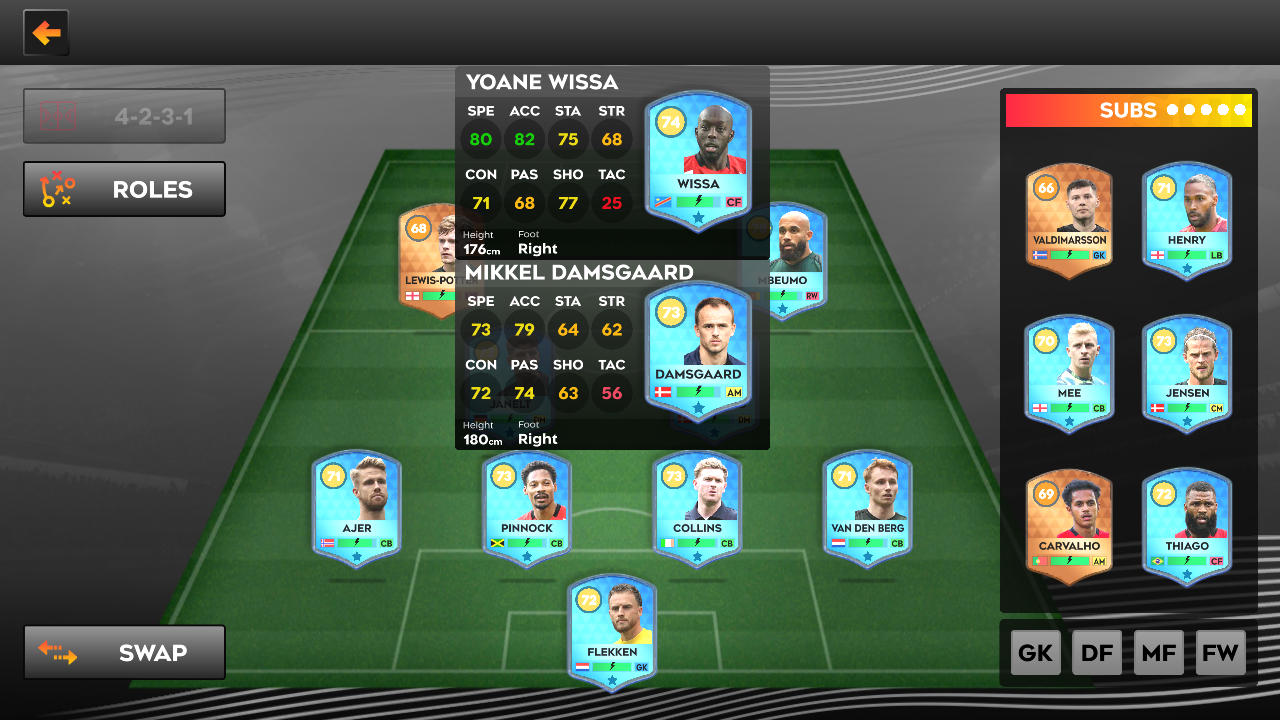 4-2-3-1
ROLES
YOANE WISSA
SPE ACC STA STR
80 82 75 68
CON PAS SHO TAC
71 68 77 25
Height Foot
176cm Right
74
WISSA
CF
MIKKEL DAMSGAARD
SPE ACC STA STR
73 79 64 62
CON PAS SHO TAC
72 74 63 56
Height Foot
180cm Right
73
DAMSGAARD
AM
68
LEWIS-POTTER
MBEUMO
RW
JANELT
DM
DM
71
AJER
CB
73
PINNOCK
CB
73
COLLINS
CB
71
VAN DEN BERG
CB
72
FLEKKEN
GK
SUBS
66
VALDIMARSSON
GK
71
HENRY
LB
70
MEE
CB
73
JENSEN
CM
69
CARVALHO
AM
72
THIAGO
CF
SWAP
GK DF MF FW